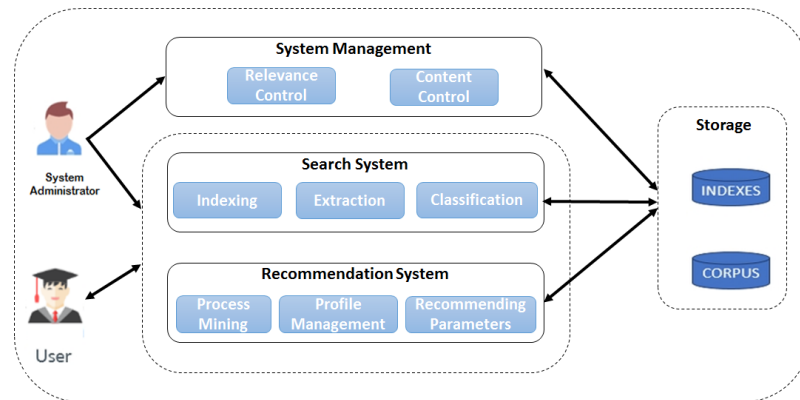 System Management
Relevance
Control
Content
Control
System
Administrator
Search System
Indexing
Extraction
Classification
Recommendation System
Process
Mining
Profile
Management
Recommending
Parameters
User
Storage
INDEXES
CORPUS